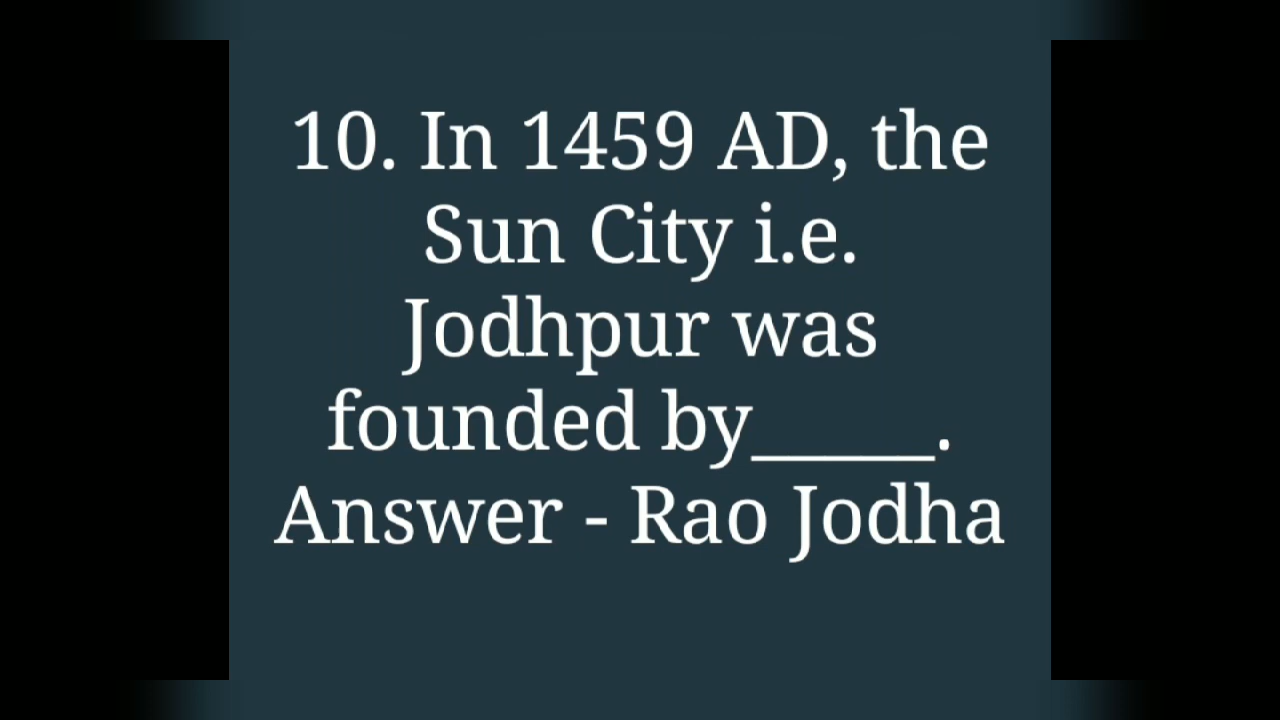 10. In 1459 AD, the
Sun City i.e.
Jodhpur was
founded by_____.
Answer - Rao Jodha